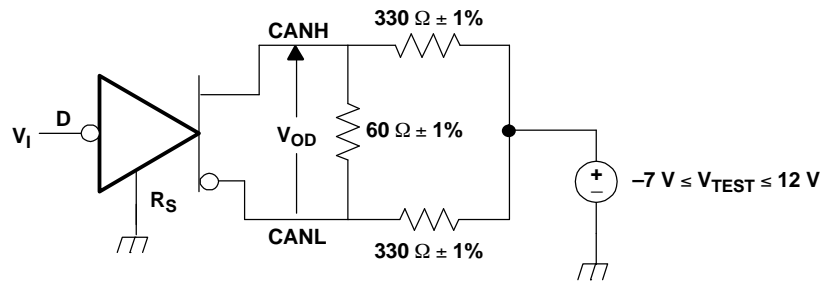 330 Ω ± 1%
CANH
D
VI
VOD
60 Ω ± 1%
+
–
–7 V ≤ VTEST ≤ 12 V
RS
CANL
330 Ω ± 1%